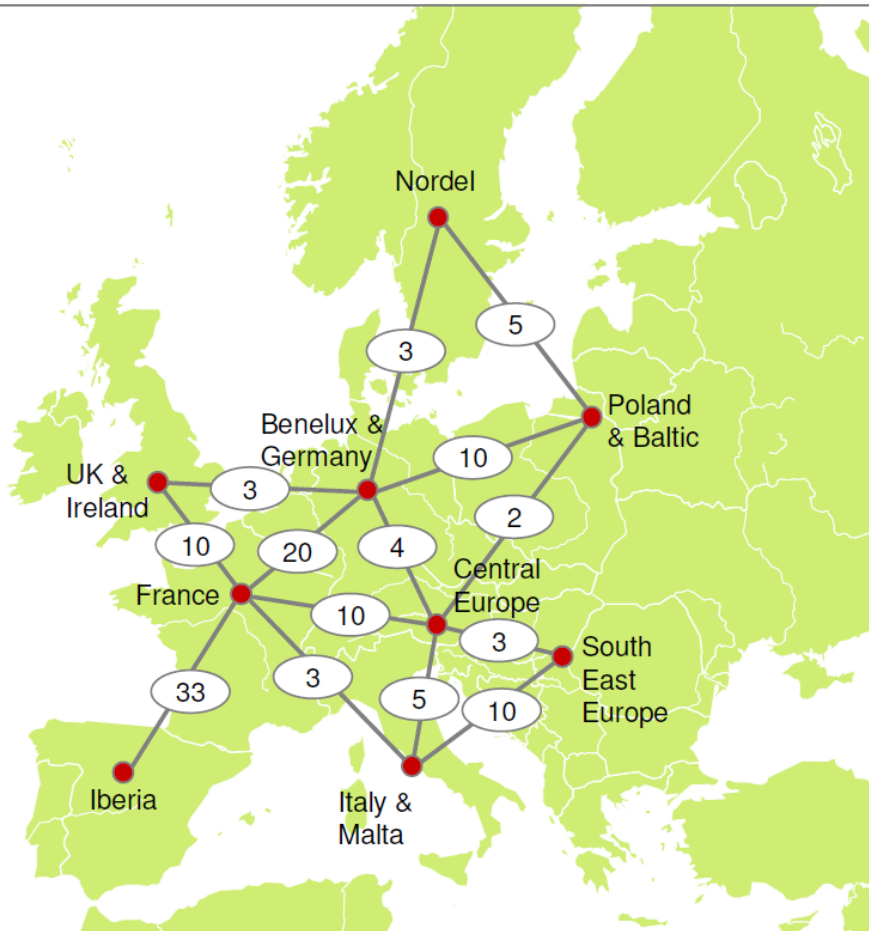 Nordel
5
3
Poland
& Baltic
Benelux &
Germany
10
UK &
Ireland
3
2
10
20
4
Central
Europe
France
10
3
South
East
Europe
3
33
5
10
Iberia
Italy &
Malta